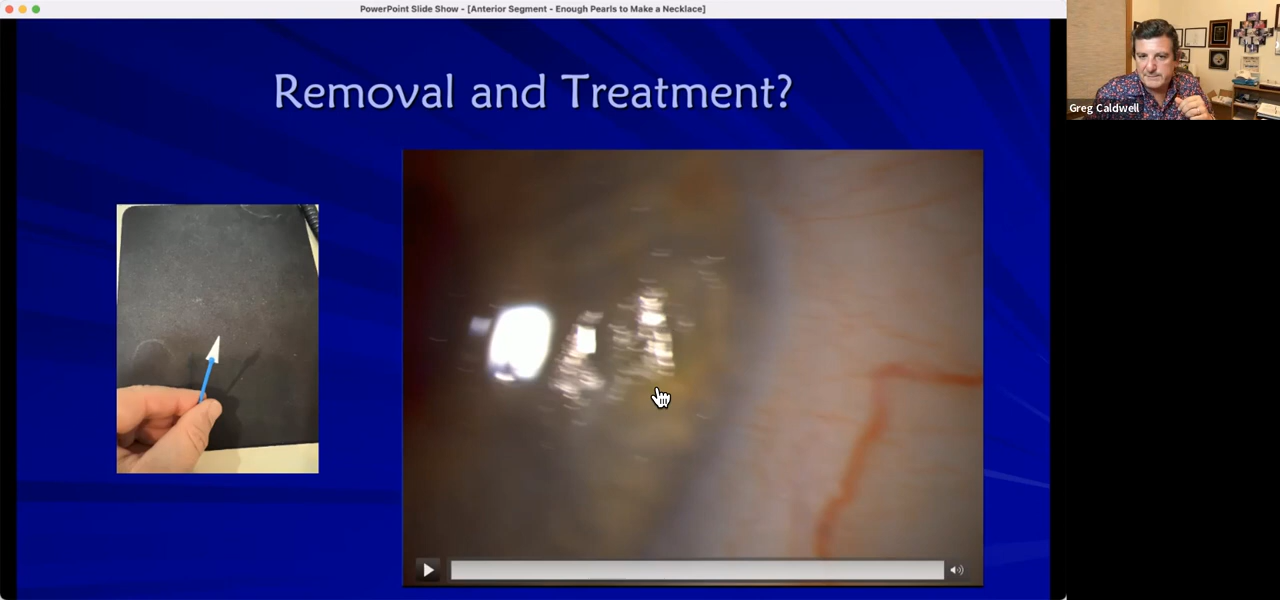 PowerPoint Slide Show - [Anterior Segment - Enough Pearls to Make a Necklace]
Removal and Treatment?
Greg Caldwell